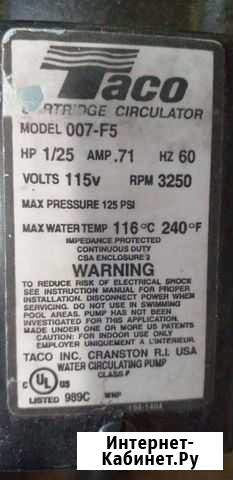 Taco
CARTRIDGE CIRCULATOR
MODEL 007-F5
HP 1/25 AMP .71 HZ 60
VOLTS 115v RPM 3250
MAX PRESSURE 125 PSI
MAX WATER TEMP 116°C 240°F
IMPEDANCE PROTECTED
CONTINUOUS DUTY
CSA ENCLOSURE 2
WARNING
TO REDUCE RISK OF ELECTRICAL SHOCK
SEE INSTRUCTION MANUAL FOR PROPER
INSTALLATION. DISCONNECT POWER WHEN
SERVICING. DO NOT USE IN SWIMMING
POOL AREAS. PUMP HAS NOT BEEN
INVESTIGATED FOR THIS APPLICATION.
MADE UNDER ONE OR MORE US PATENTS
CAUTION: FOR INDOOR USE ONLY
EMPLOYER UNIQUEMENT A L'INTERIEUR
TACO INC. CRANSTON R.I. USA
WATER CIRCULATING PUMP
CLASS F
C UL US
LISTED 989C
Интернет-
Кабинет.Ру